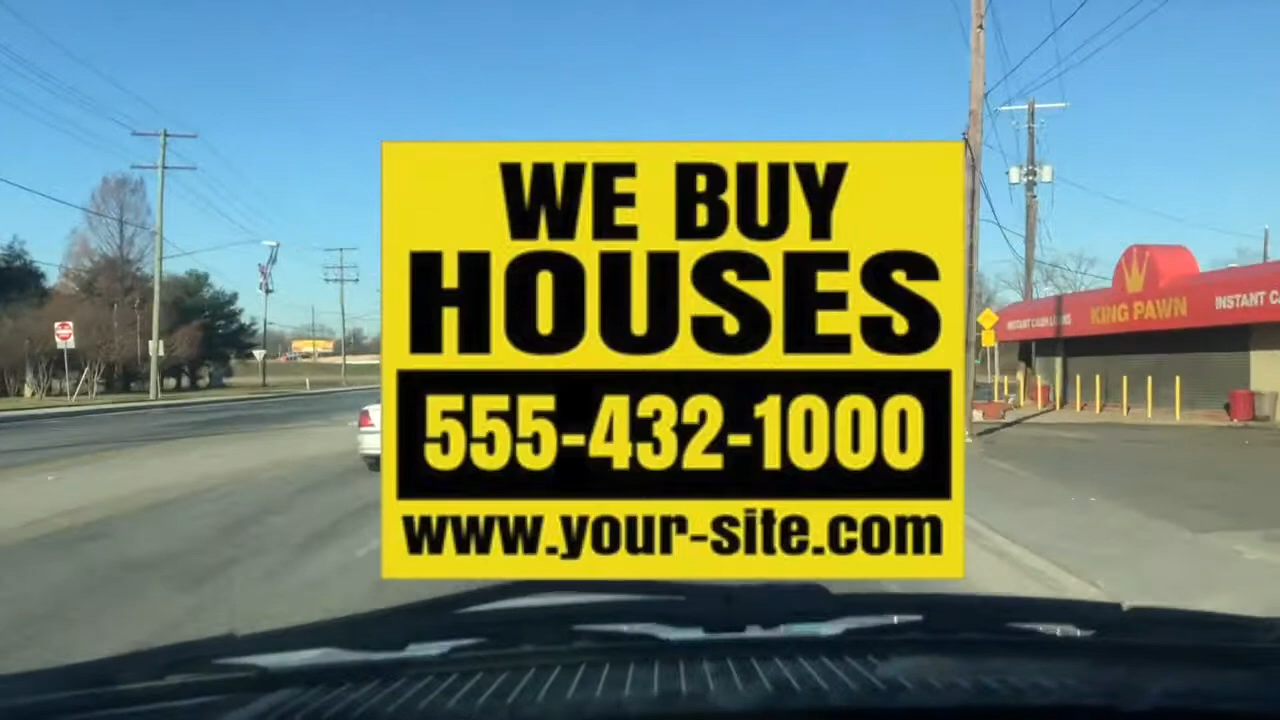 WE BUY
HOUSES
555-432-1000
www.your-site.com
INSTANT CASH LOANS
KING PAWN
INSTANT C